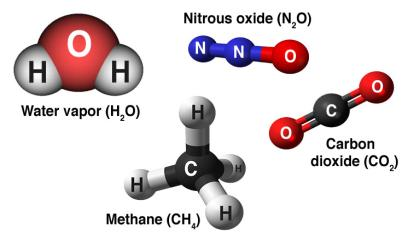 Nitrous oxide (N₂O)
N N O
O
H H
Water vapor (H₂O)
O
C
O
Carbon
dioxide (CO₂)
H
C
H
H
H
Methane (CH₄)